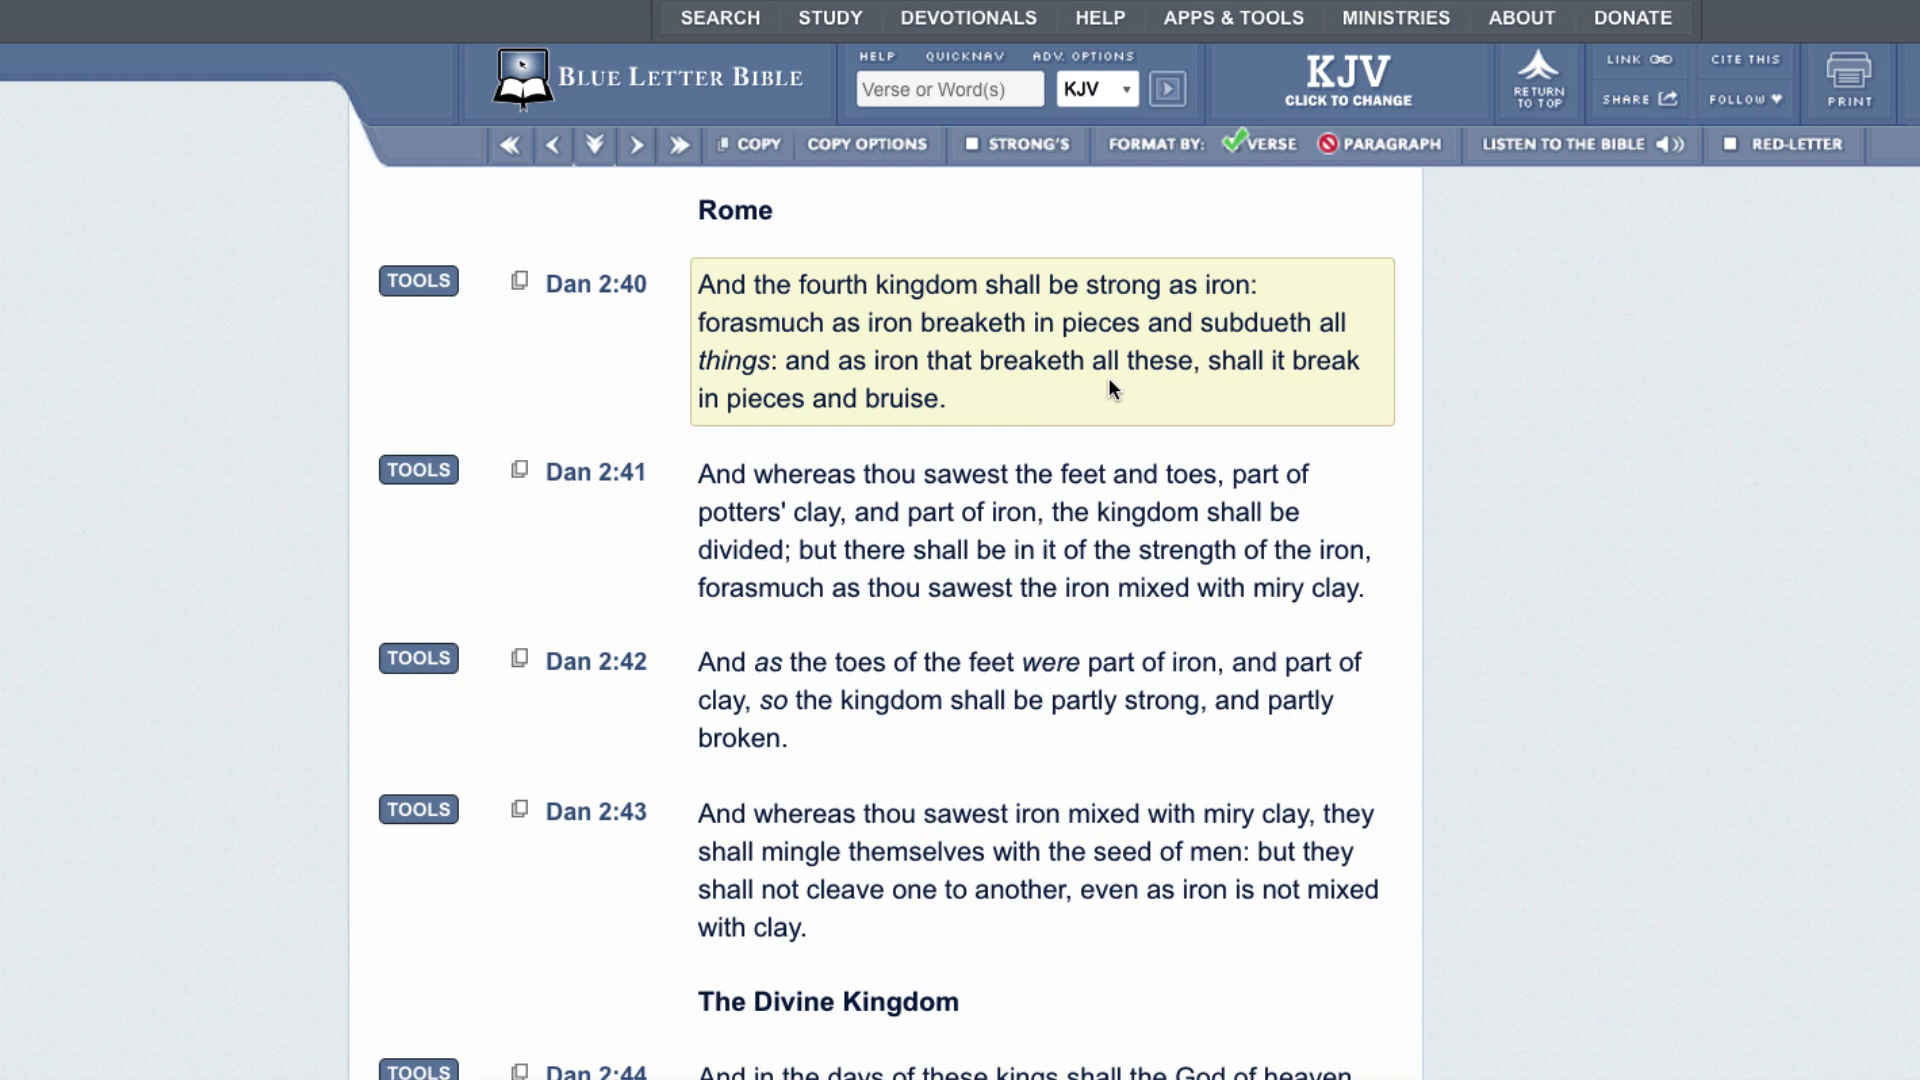 SEARCH STUDY DEVOTIONALS HELP APPS & TOOLS MINISTRIES ABOUT DONATE
BLUE LETTER BIBLE
HELP QUICKNAV ADV. OPTIONS
Verse or Word(s) KJV
KJV
CLICK TO CHANGE
RETURN
TO TOP
LINK
SHARE
CITE THIS
FOLLOW
PRINT
COPY COPY OPTIONS STRONG'S FORMAT BY: VERSE PARAGRAPH LISTEN TO THE BIBLE RED-LETTER
Rome
TOOLS Dan 2:40 And the fourth kingdom shall be strong as iron:
forasmuch as iron breaketh in pieces and subdueth all
things: and as iron that breaketh all these, shall it break
in pieces and bruise.
TOOLS Dan 2:41 And whereas thou sawest the feet and toes, part of
potters' clay, and part of iron, the kingdom shall be
divided; but there shall be in it of the strength of the iron,
forasmuch as thou sawest the iron mixed with miry clay.
TOOLS Dan 2:42 And as the toes of the feet were part of iron, and part of
clay, so the kingdom shall be partly strong, and partly
broken.
TOOLS Dan 2:43 And whereas thou sawest iron mixed with miry clay, they
shall mingle themselves with the seed of men: but they
shall not cleave one to another, even as iron is not mixed
with clay.
The Divine Kingdom
TOOLS Dan 2:44 And in the days of these kings shall the God of heaven